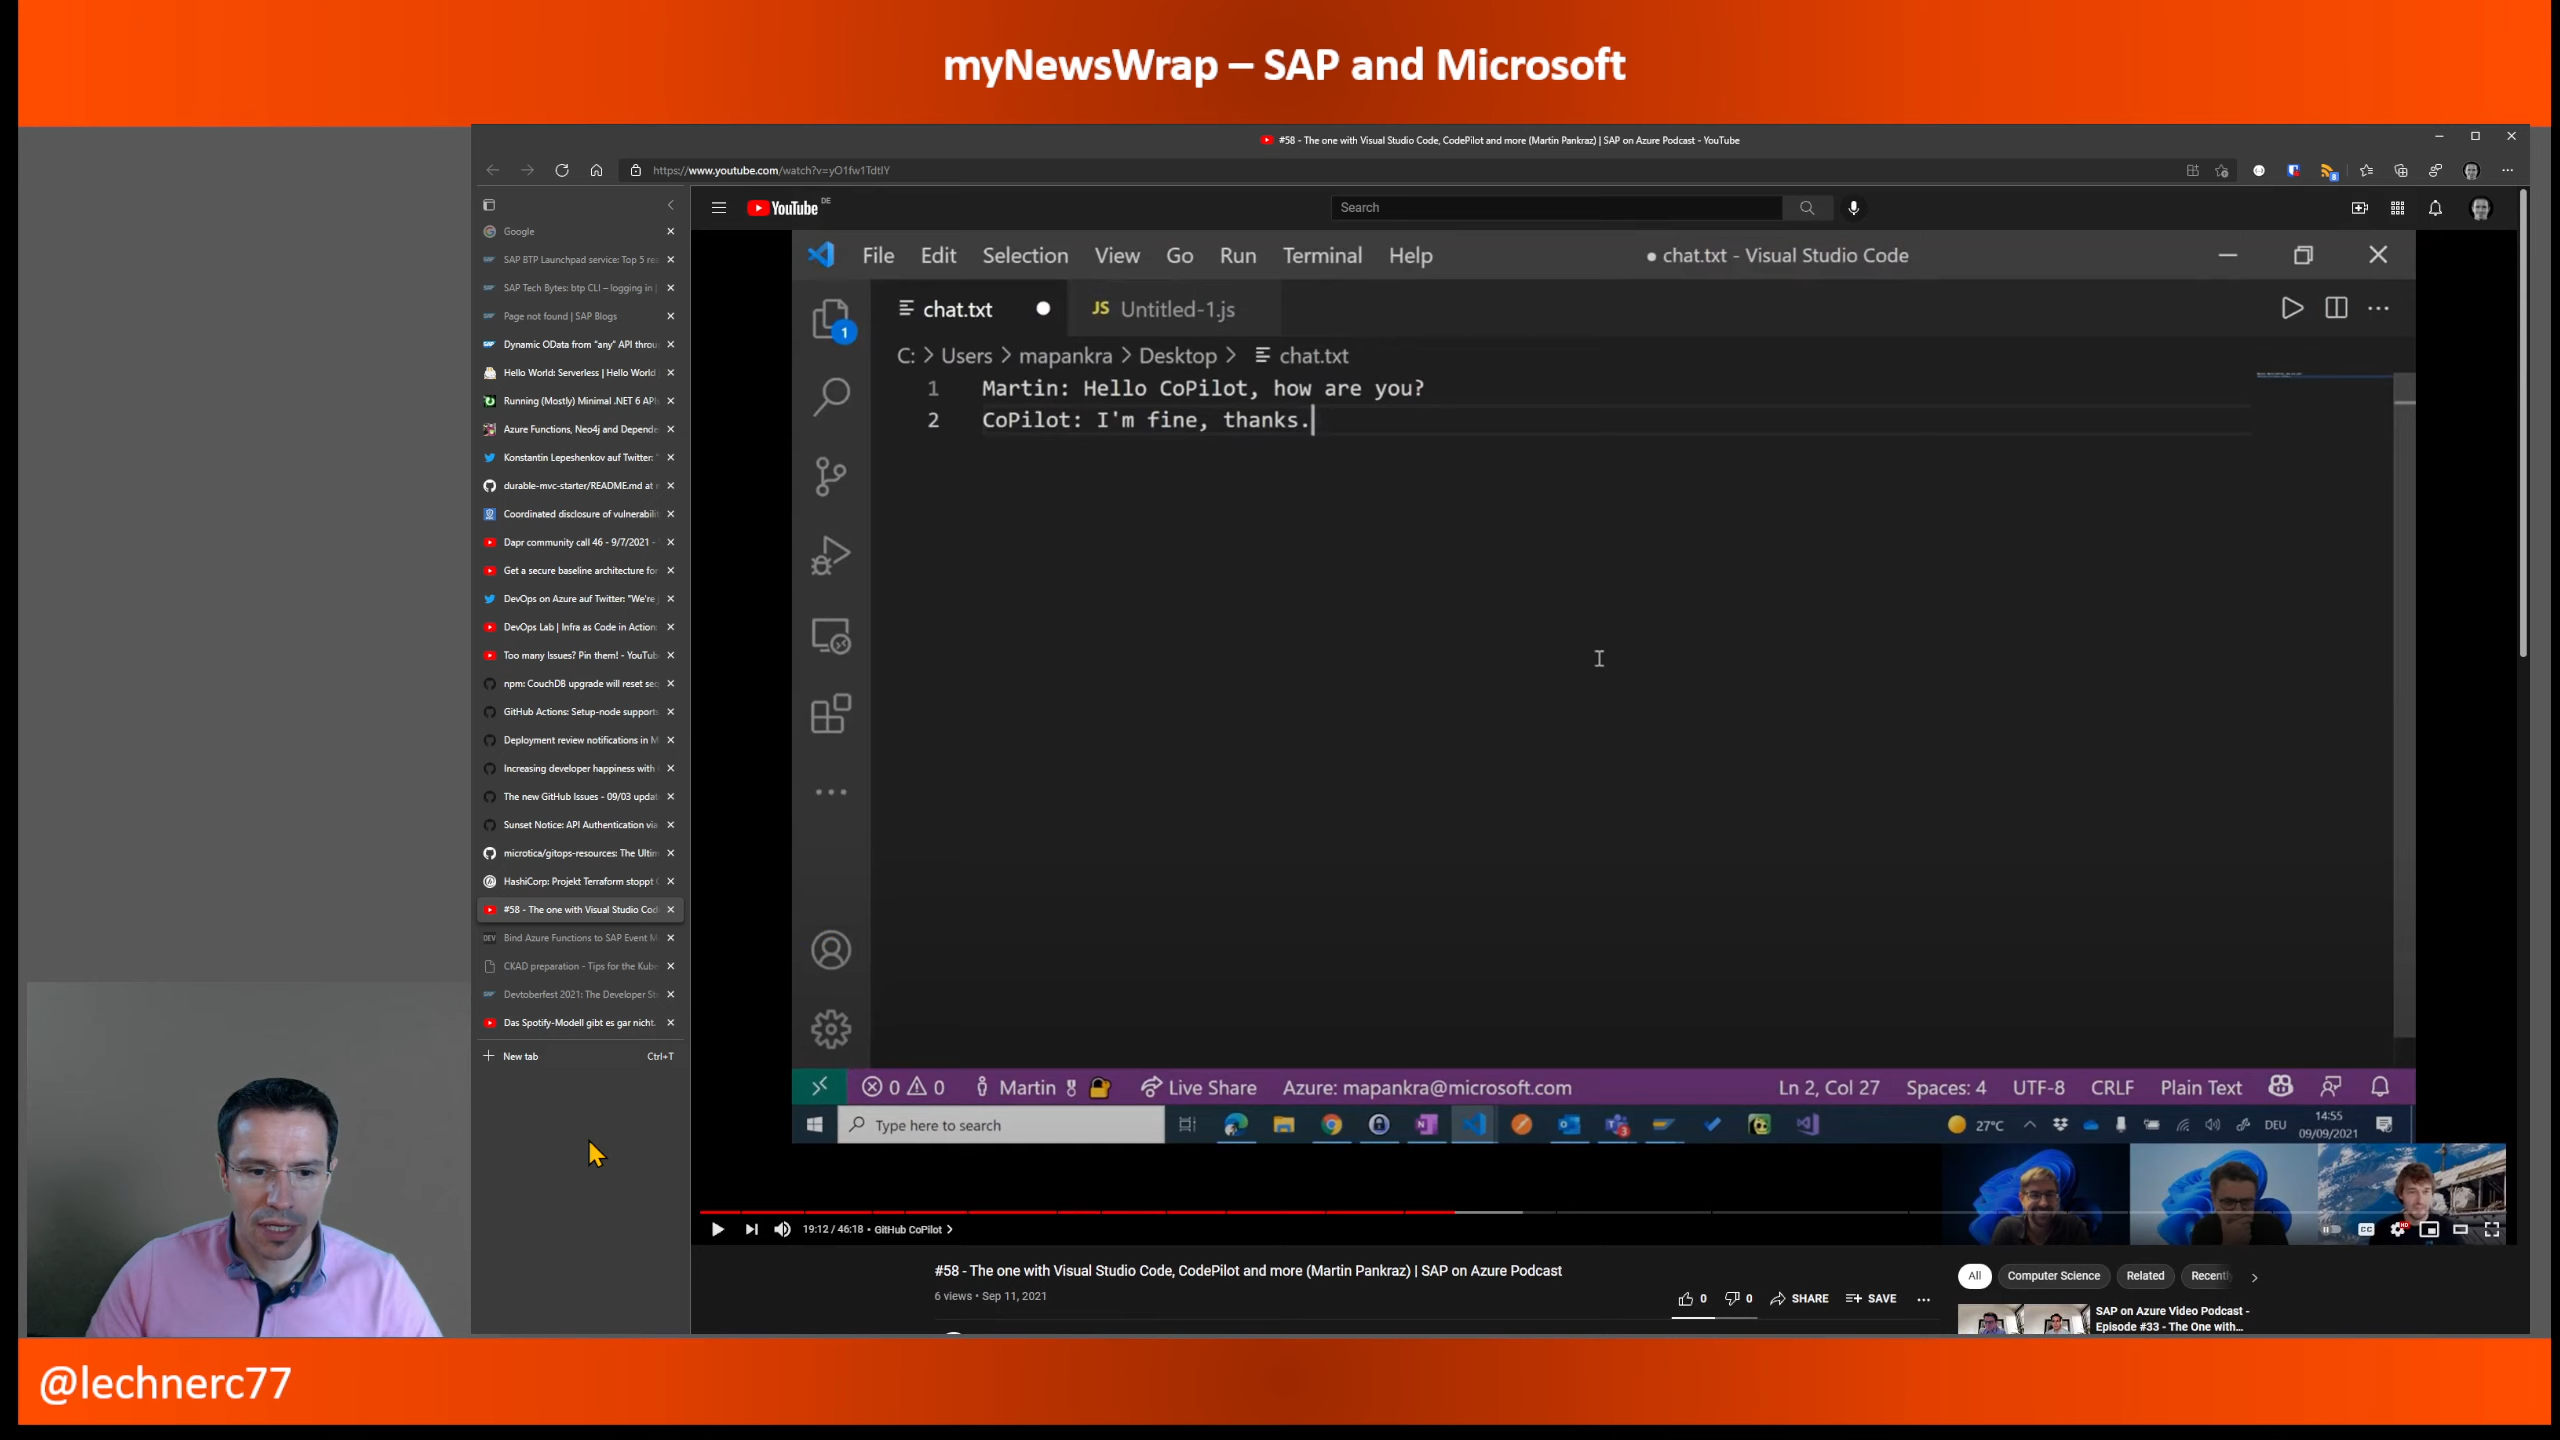 myNewsWrap – SAP and Microsoft
#58 - The one with Visual Studio Code, CodePilot and more (Martin Pankraz) | SAP on Azure Podcast - YouTube
https://www.youtube.com/watch?v=yO1fw1TdtIY
YouTube DE
Search
Google
SAP BTP Launchpad service: Top 5 re
SAP Tech Bytes: btp CLI – logging in |
Page not found | SAP Blogs
Dynamic OData from "any" API throu
Hello World: Serverless | Hello World
Running (Mostly) Minimal .NET 6 API
Azure Functions, Neo4j and Depende
Konstantin Lepeshenkov auf Twitter: "
durable-mvc-starter/README.md at
Coordinated disclosure of vulnerabili
Dapr community call 46 - 9/7/2021 -
Get a secure baseline architecture for
DevOps on Azure auf Twitter: "We're
DevOps Lab | Infra as Code in Action:
Too many Issues? Pin them! - YouTub
npm: CouchDB upgrade will reset seq
GitHub Actions: Setup-node supports
Deployment review notifications in M
Increasing developer happiness with
The new GitHub Issues - 09/03 updat
Sunset Notice: API Authentication via
microtica/gitops-resources: The Ultim
HashiCorp: Projekt Terraform stoppt
#58 - The one with Visual Studio Cod
DEV Bind Azure Functions to SAP Event M
CKAD preparation - Tips for the Kube
Devtoberfest 2021: The Developer St
Das Spotify-Modell gibt es gar nicht.
New tab Ctrl+T
File Edit Selection View Go Run Terminal Help
● chat.txt - Visual Studio Code
chat.txt
JS Untitled-1.js
1
C: > Users > mapankra > Desktop > chat.txt
1 Martin: Hello CoPilot, how are you?
2 CoPilot: I'm fine, thanks.
0 0 Martin Live Share Azure: mapankra@microsoft.com
Ln 2, Col 27 Spaces: 4 UTF-8 CRLF Plain Text
Type here to search
27°C DEU
14:55
09/09/2021
19:12 / 46:18 • GitHub CoPilot >
CC HD
#58 - The one with Visual Studio Code, CodePilot and more (Martin Pankraz) | SAP on Azure Podcast
6 views • Sep 11, 2021
0 0 SHARE SAVE
All Computer Science Related Recently
SAP on Azure Video Podcast -
Episode #33 - The One with...
@lechnerc77